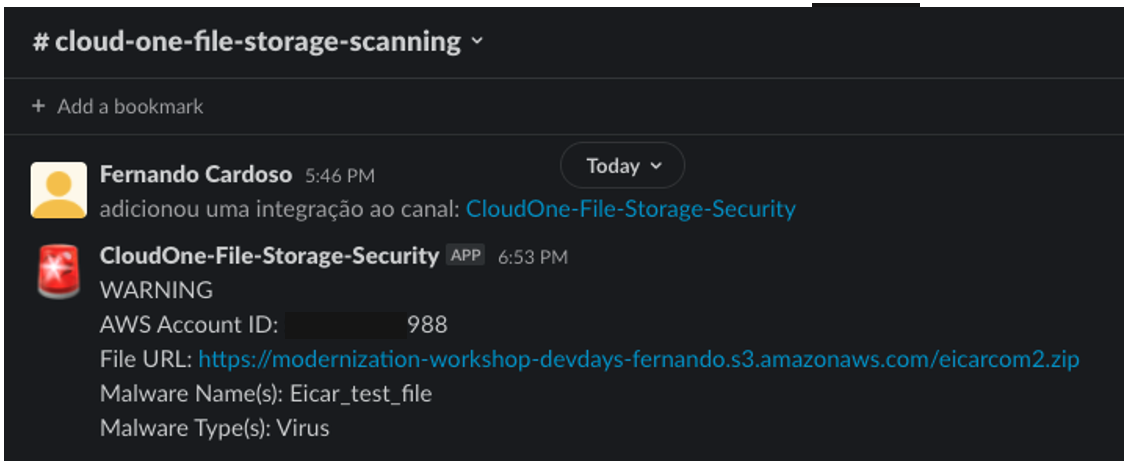 # cloud-one-file-storage-scanning
+ Add a bookmark
Today
Fernando Cardoso 5:46 PM
adicionou uma integração ao canal: CloudOne-File-Storage-Security
CloudOne-File-Storage-Security APP 6:53 PM
WARNING
AWS Account ID: 988
File URL: https://modernization-workshop-devdays-fernando.s3.amazonaws.com/eicarcom2.zip
Malware Name(s): Eicar_test_file
Malware Type(s): Virus